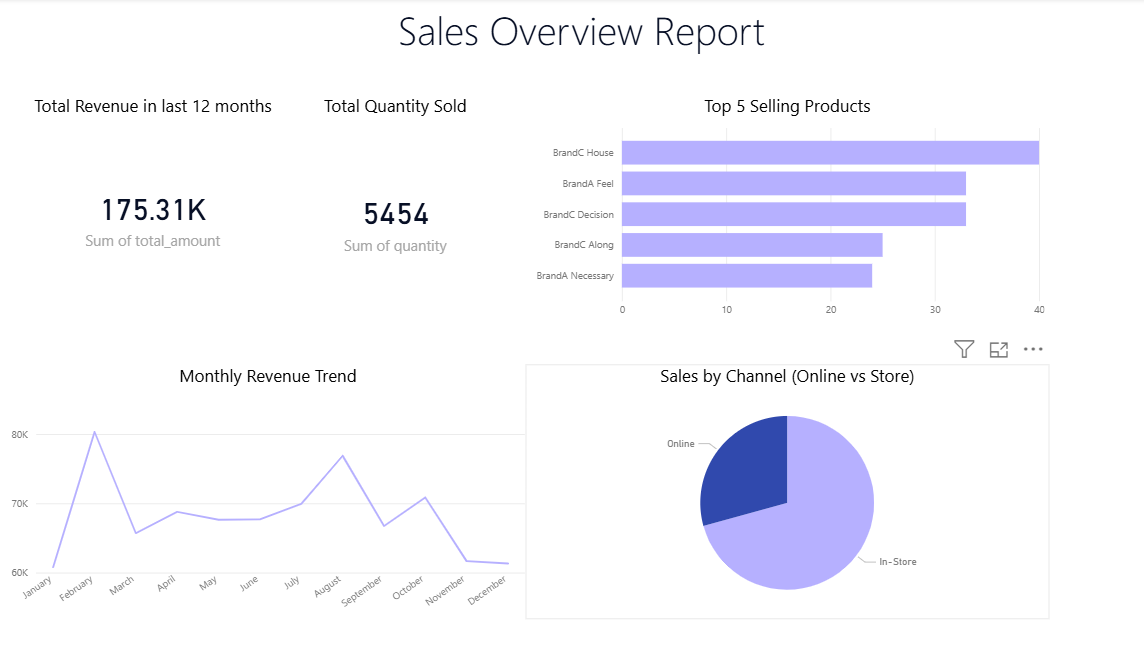 Sales Overview Report
Total Revenue in last 12 months
175.31K
Sum of total_amount
Total Quantity Sold
5454
Sum of quantity
Top 5 Selling Products
BrandC House
BrandA Feel
BrandC Decision
BrandC Along
BrandA Necessary
0 10 20 30 40
Monthly Revenue Trend
80K
70K
60K
January February March April May June July August September October November December
Sales by Channel (Online vs Store)
Online
In-Store